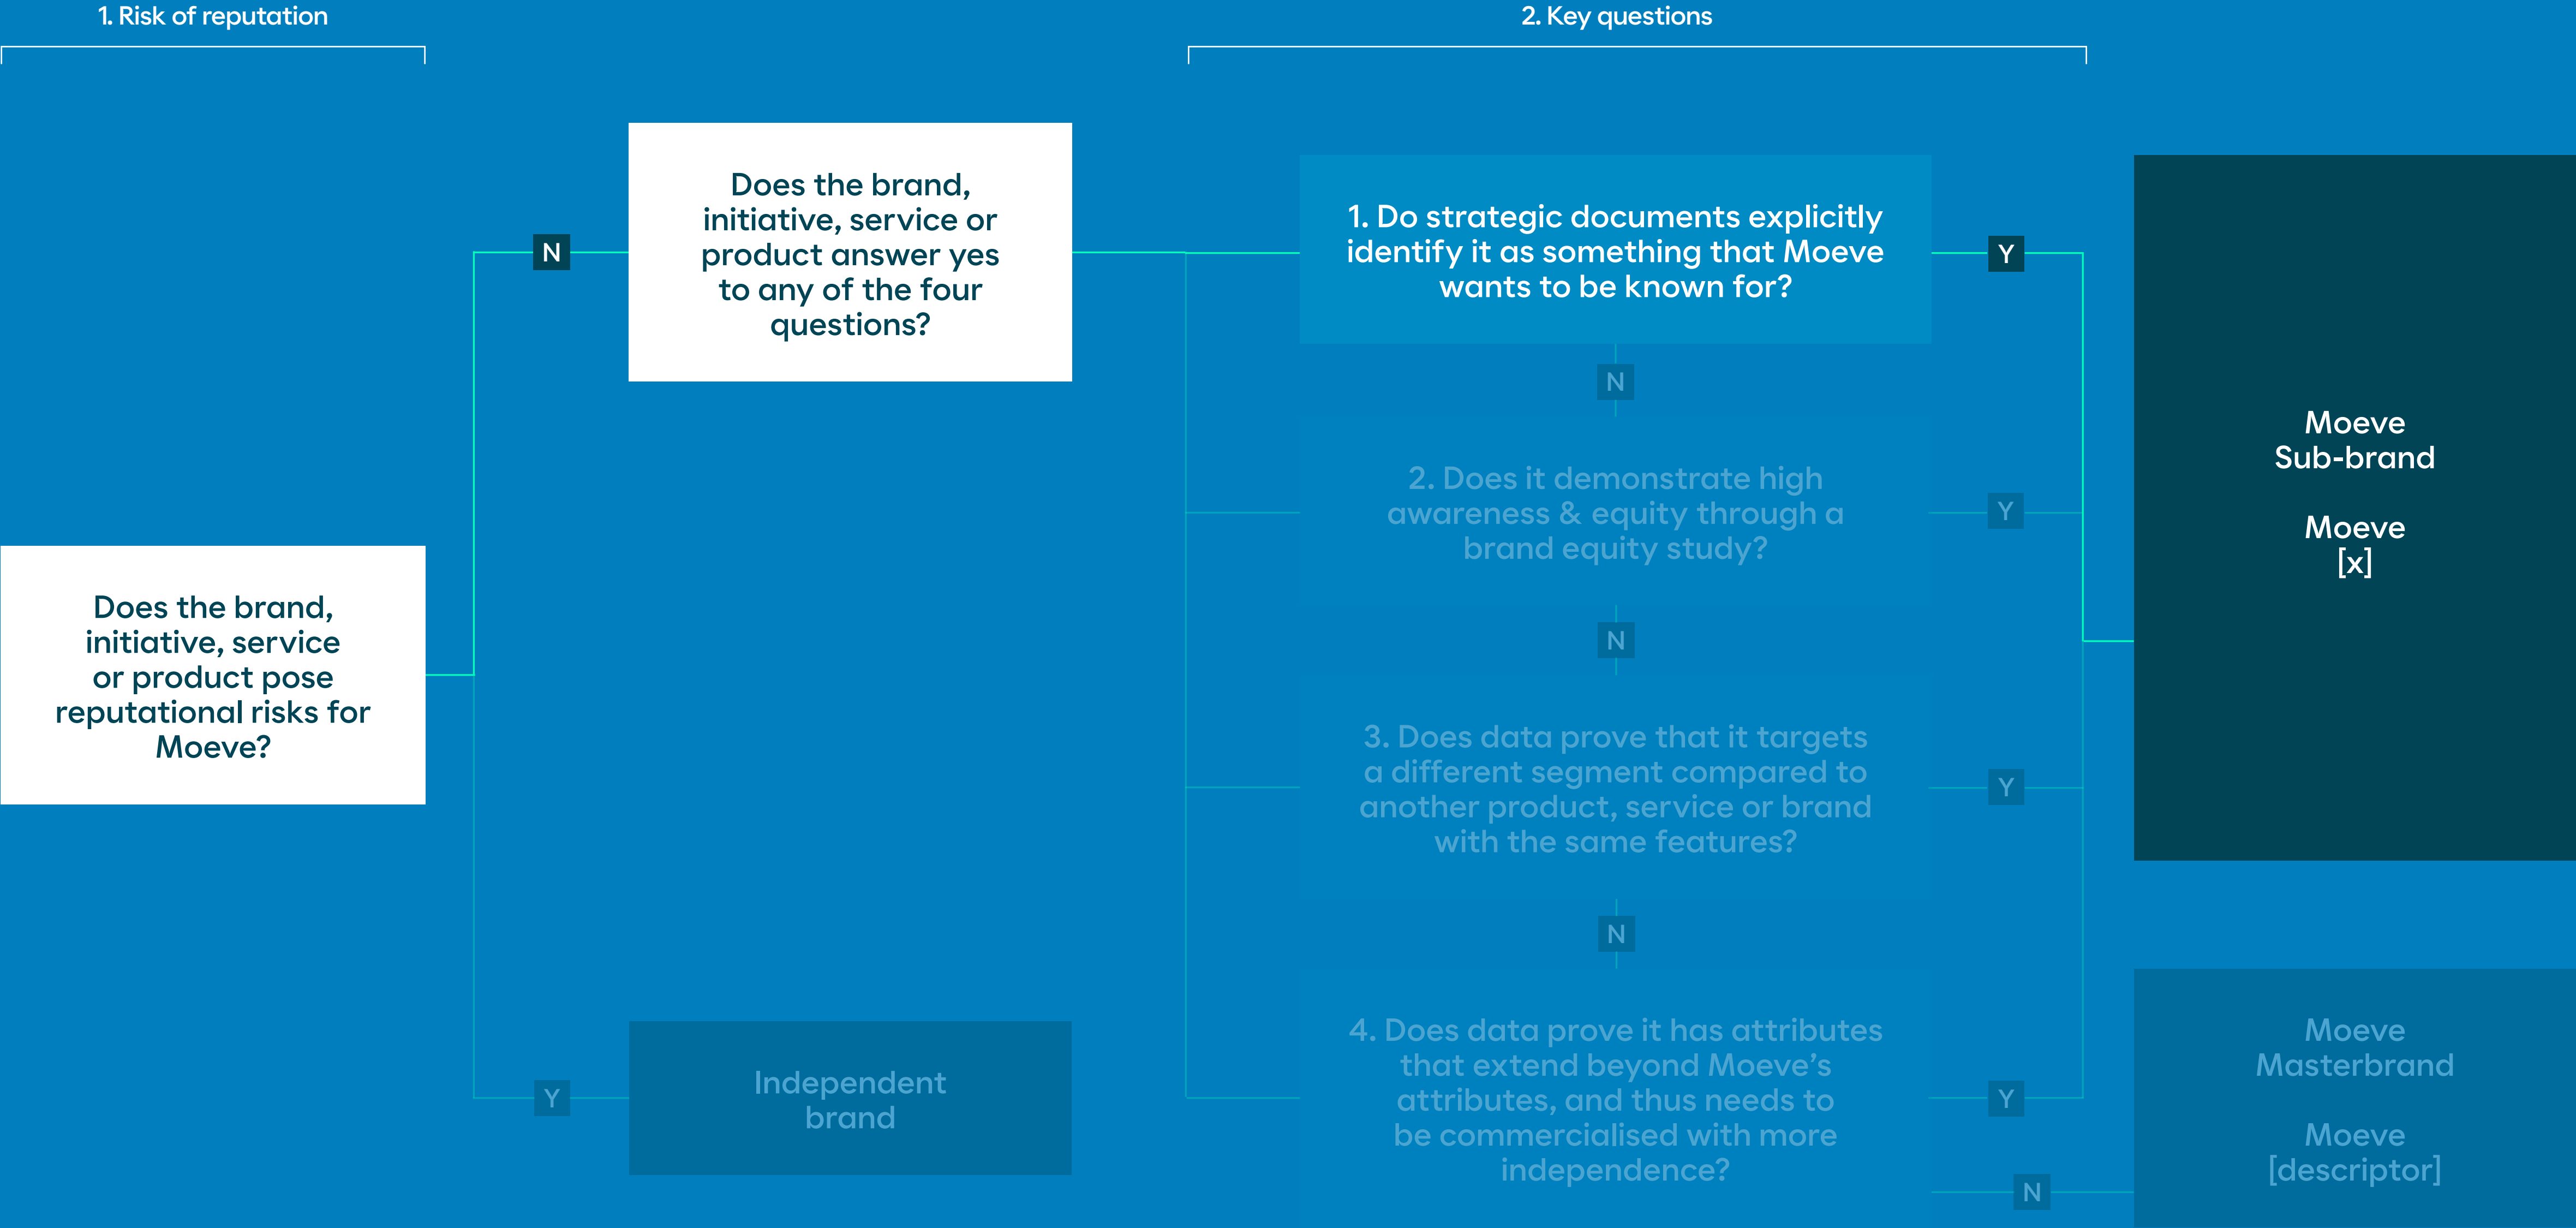 1. Risk of reputation
2. Key questions
Does the brand,
initiative, service
or product pose
reputational risks for
Moeve?
N
Does the brand,
initiative, service or
product answer yes
to any of the four
questions?
Y
Independent
brand
1. Do strategic documents explicitly
identify it as something that Moeve
wants to be known for?
Y
N
2. Does it demonstrate high
awareness & equity through a
brand equity study?
Y
N
3. Does data prove that it targets
a different segment compared to
another product, service or brand
with the same features?
Y
N
4. Does data prove it has attributes
that extend beyond Moeve’s
attributes, and thus needs to
be commercialised with more
independence?
Y
N
Moeve
Sub-brand
Moeve
[x]
Moeve
Masterbrand
Moeve
[descriptor]